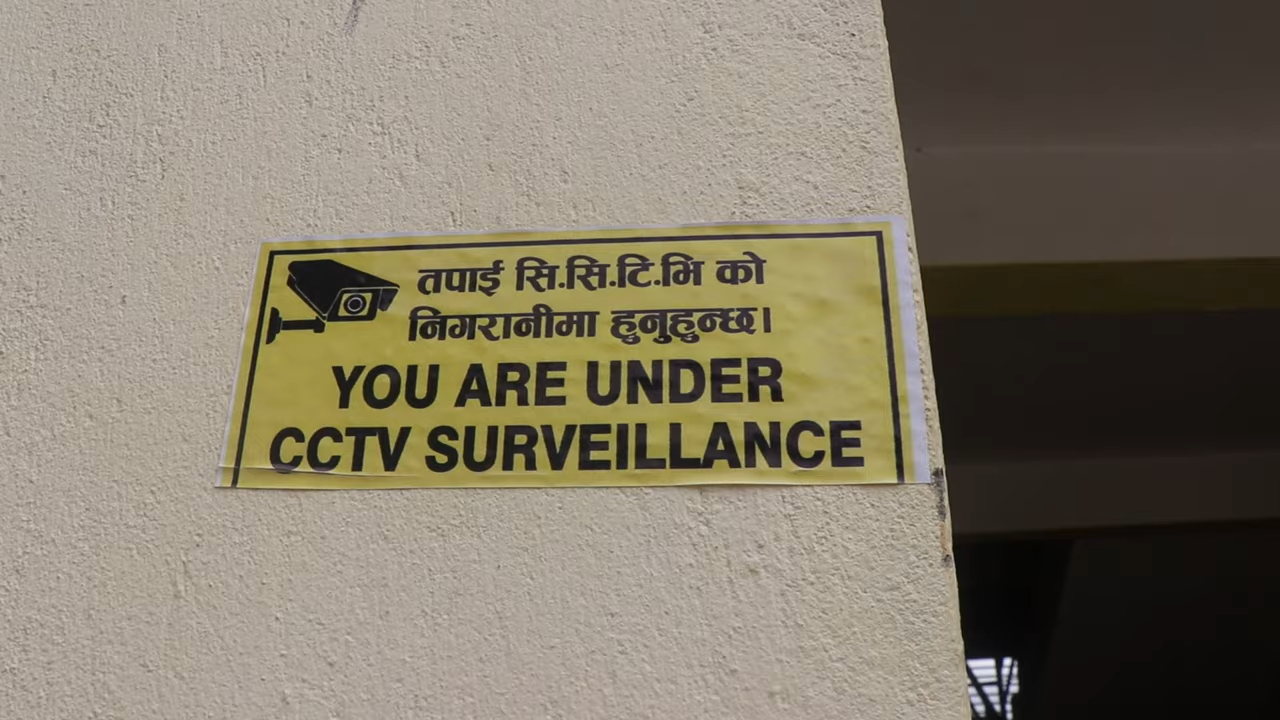 तपाई सि.सि.टि.भि को
निगरानीमा हुनुहुन्छ।
YOU ARE UNDER
CCTV SURVEILLANCE